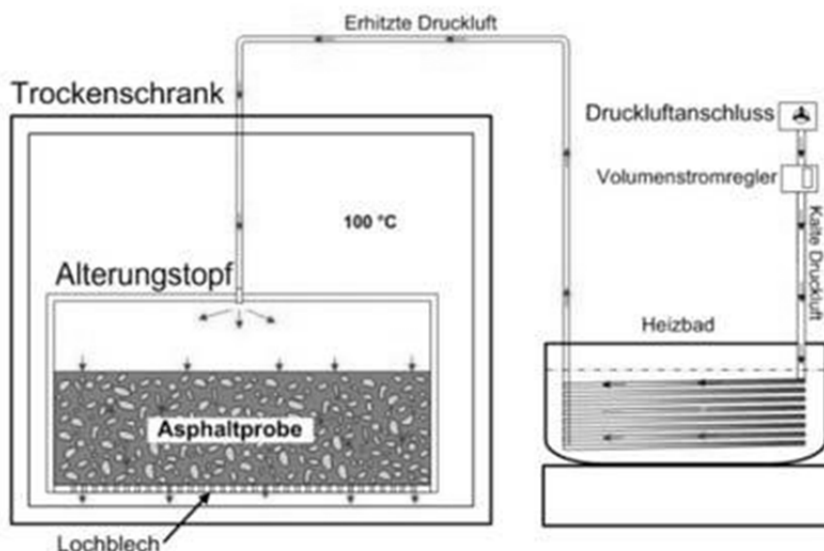 Erhitzte Druckluft
Trockenschrank
Druckluftanschluss
Volumenstromregler
Kalte Druckluft
100 °C
Alterungstopf
Heizbad
Asphaltprobe
Lochblech